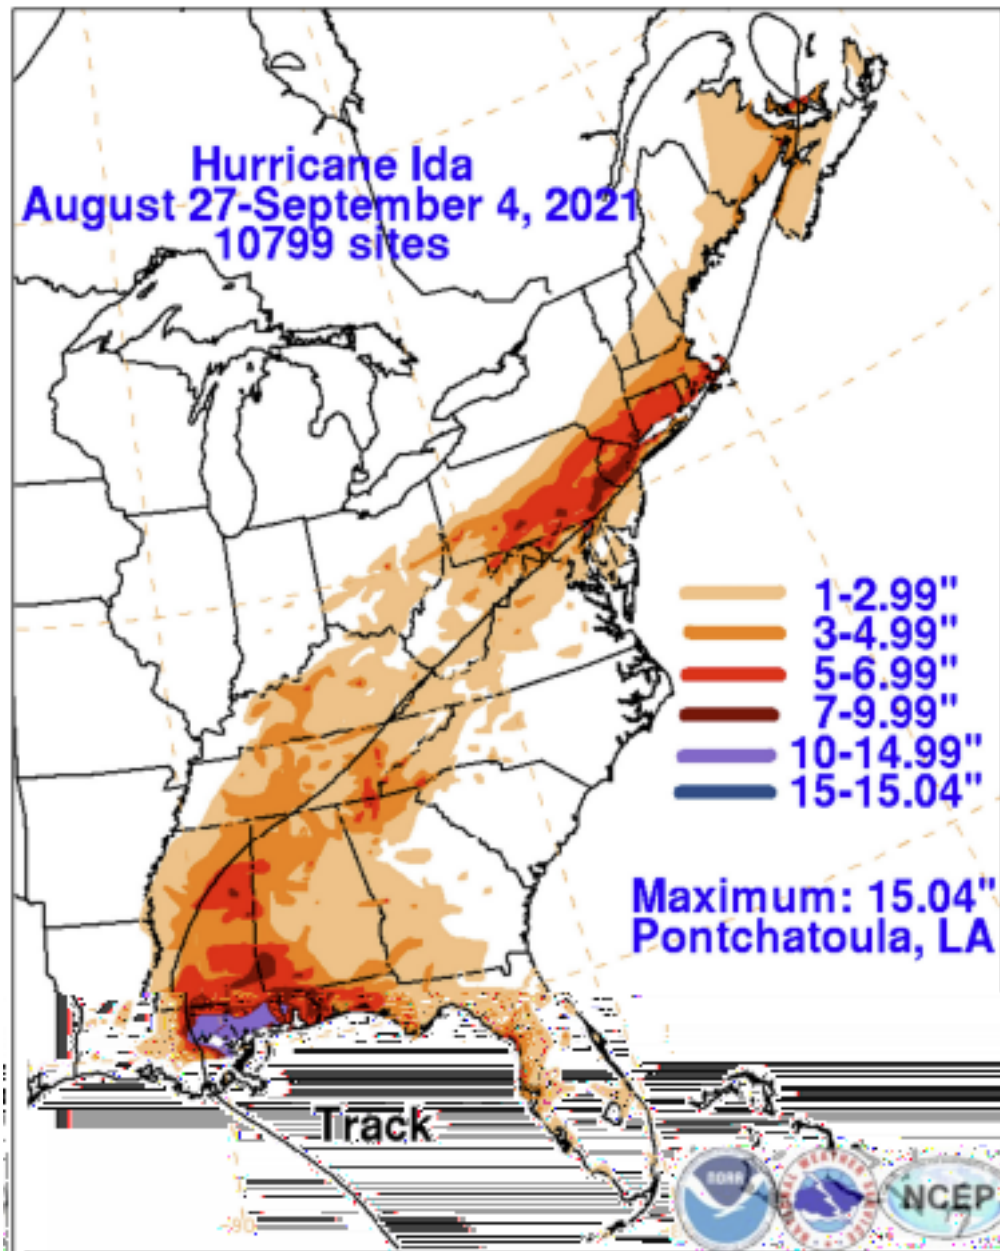 Hurricane Ida
August 27-September 4, 2021
10799 sites
1-2.99"
3-4.99"
5-6.99"
7-9.99"
10-14.99"
15-15.04"
Maximum: 15.04"
Pontchatoula, LA
Track
NOAA
NCEP